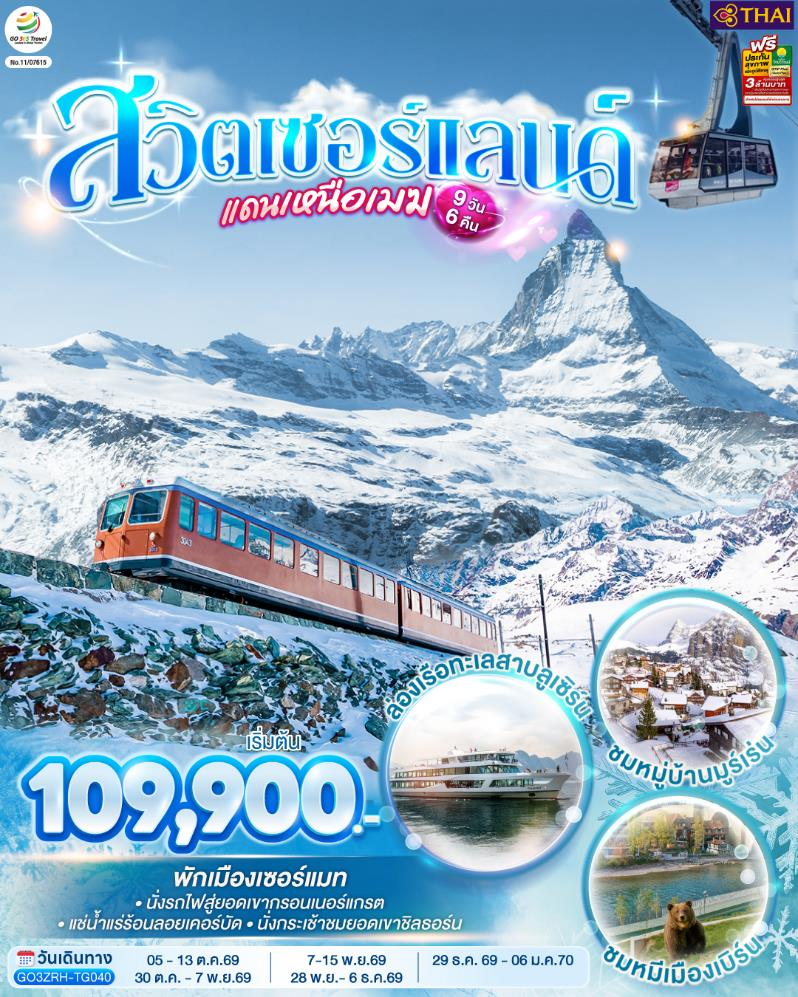 GO 365 Travel
No.11/07615
THAI
ฟรี
ประกัน
สุขภาพ
3 ล้านบาท
สวิตเซอร์แลนด์
แดนเหนือเมฆ
9 วัน
6 คืน
3043
ล่องเรือทะเลสาบลูเซิร์น
ชมหมู่บ้านมูร์เร่น
เริ่มต้น
109,900.-
พักเมืองเซอร์แมท
• นั่งรถไฟสู่ยอดเขากรอนเนอร์แกรต
• แช่น้ำแร่ร้อนลอยเคอร์บัด • นั่งกระเช้าชมยอดเขาชิลธอร์น
ชมหมีเมืองเบิร์น
วันเดินทาง
GO3ZRH-TG040
05 - 13 ต.ค.69
30 ต.ค. - 7 พ.ย.69
7-15 พ.ย.69
28 พ.ย.- 6 ธ.ค.69
29 ธ.ค. 69 - 06 ม.ค.70